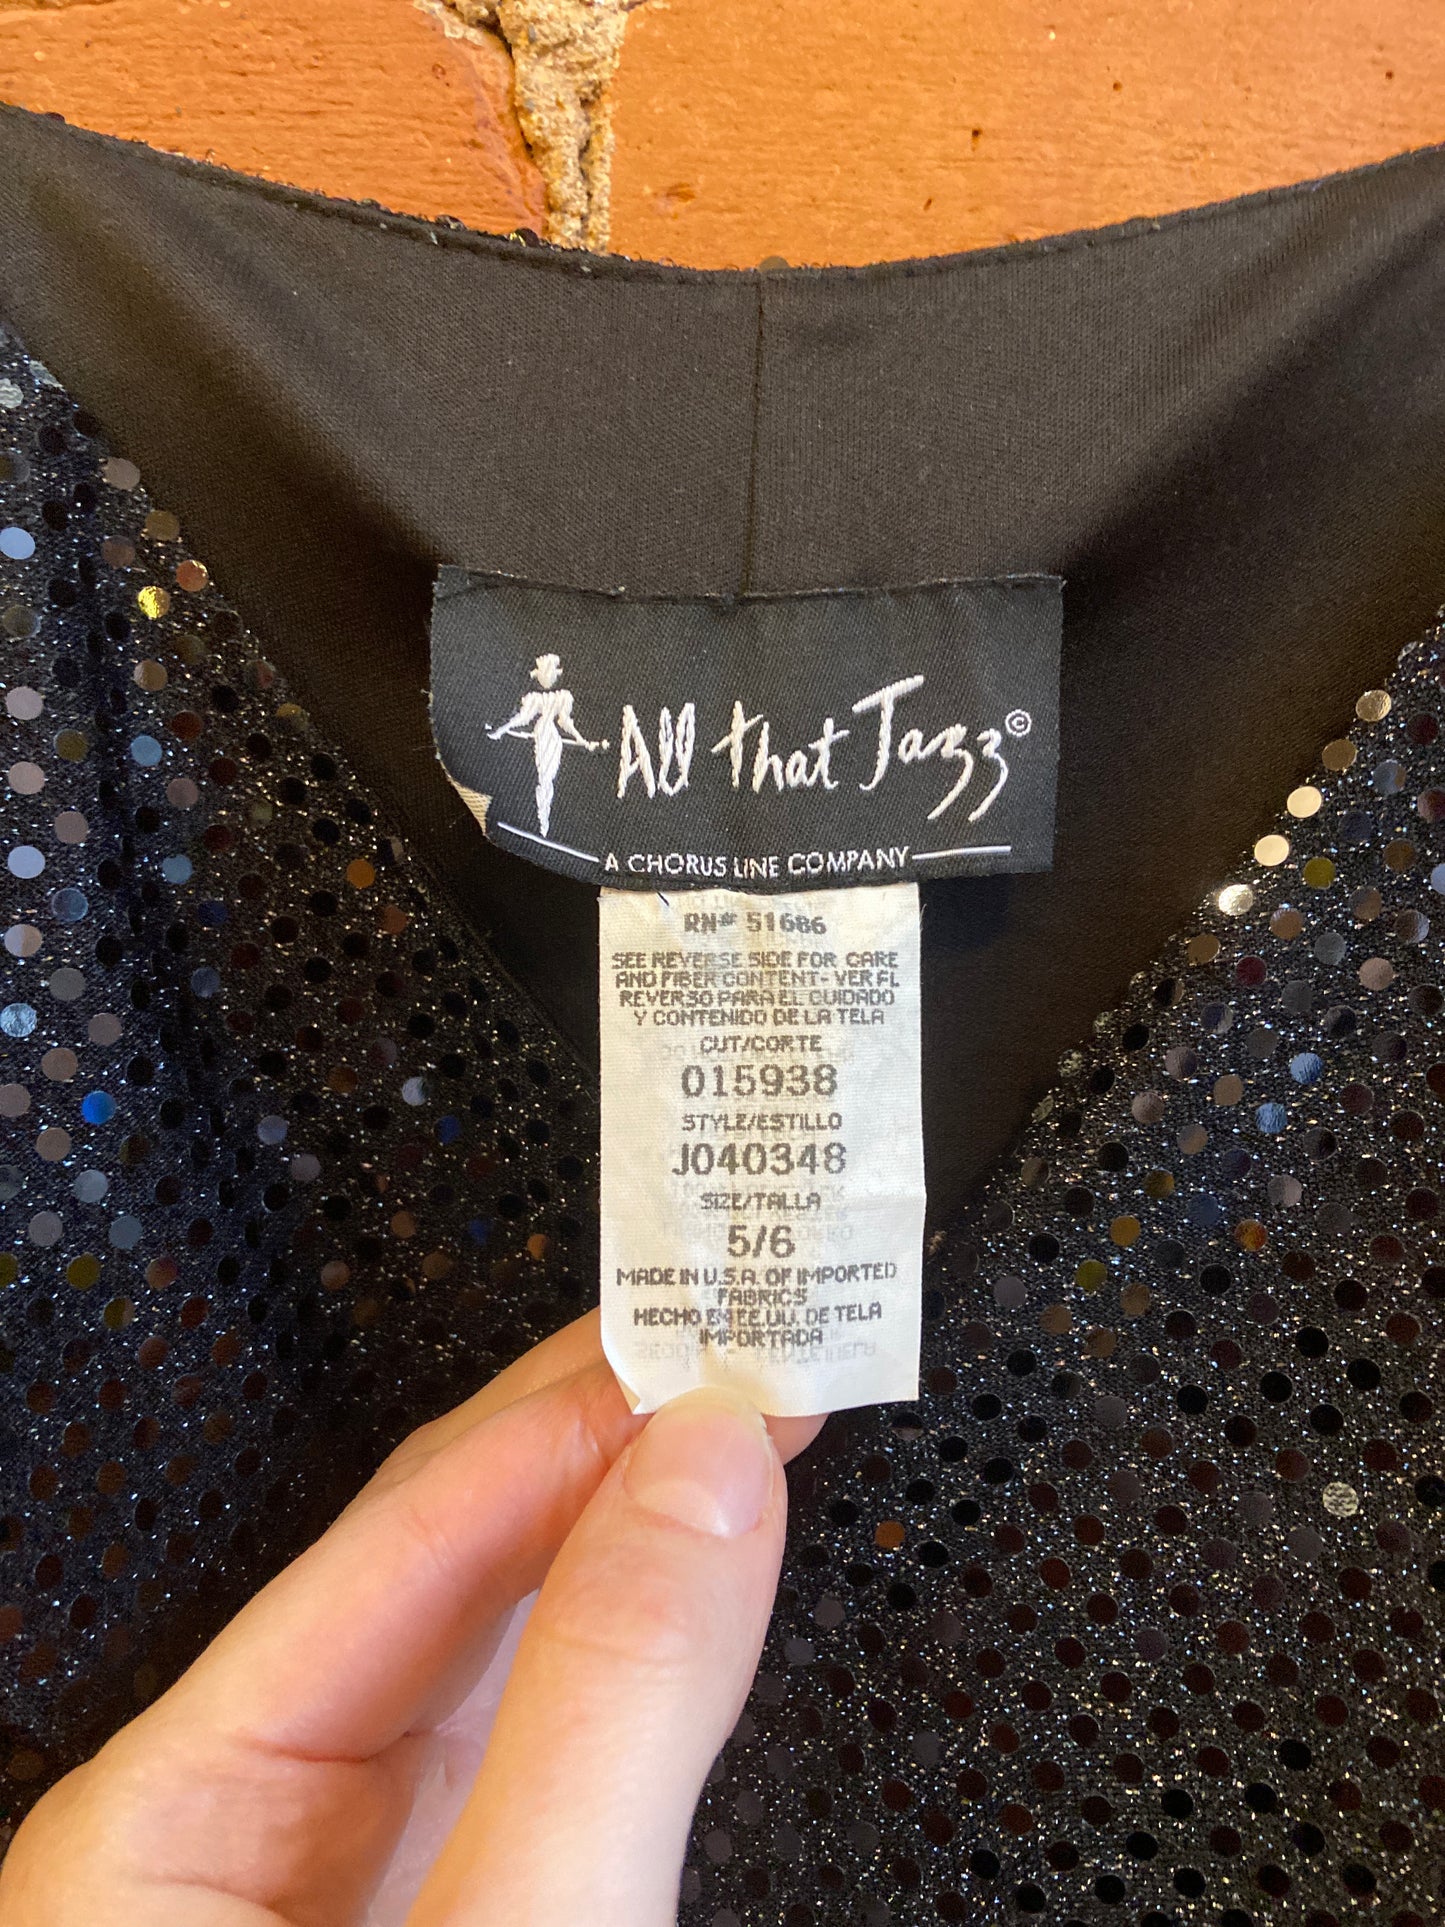 All that Jazz©
A CHORUS LINE COMPANY
RN# 51686
SEE REVERSE SIDE FOR CARE
AND FIBER CONTENT - VER AL
REVERSO PARA EL CUIDADO
Y CONTENIDO DE LA TELA
CUT/CORTE
015938
STYLE/ESTILLO
J040348
SIZE/TALLA
5/6
MADE IN U.S.A. OF IMPORTED
FABRICS
HECHO EN EE.UU. DE TELA
IMPORTADA